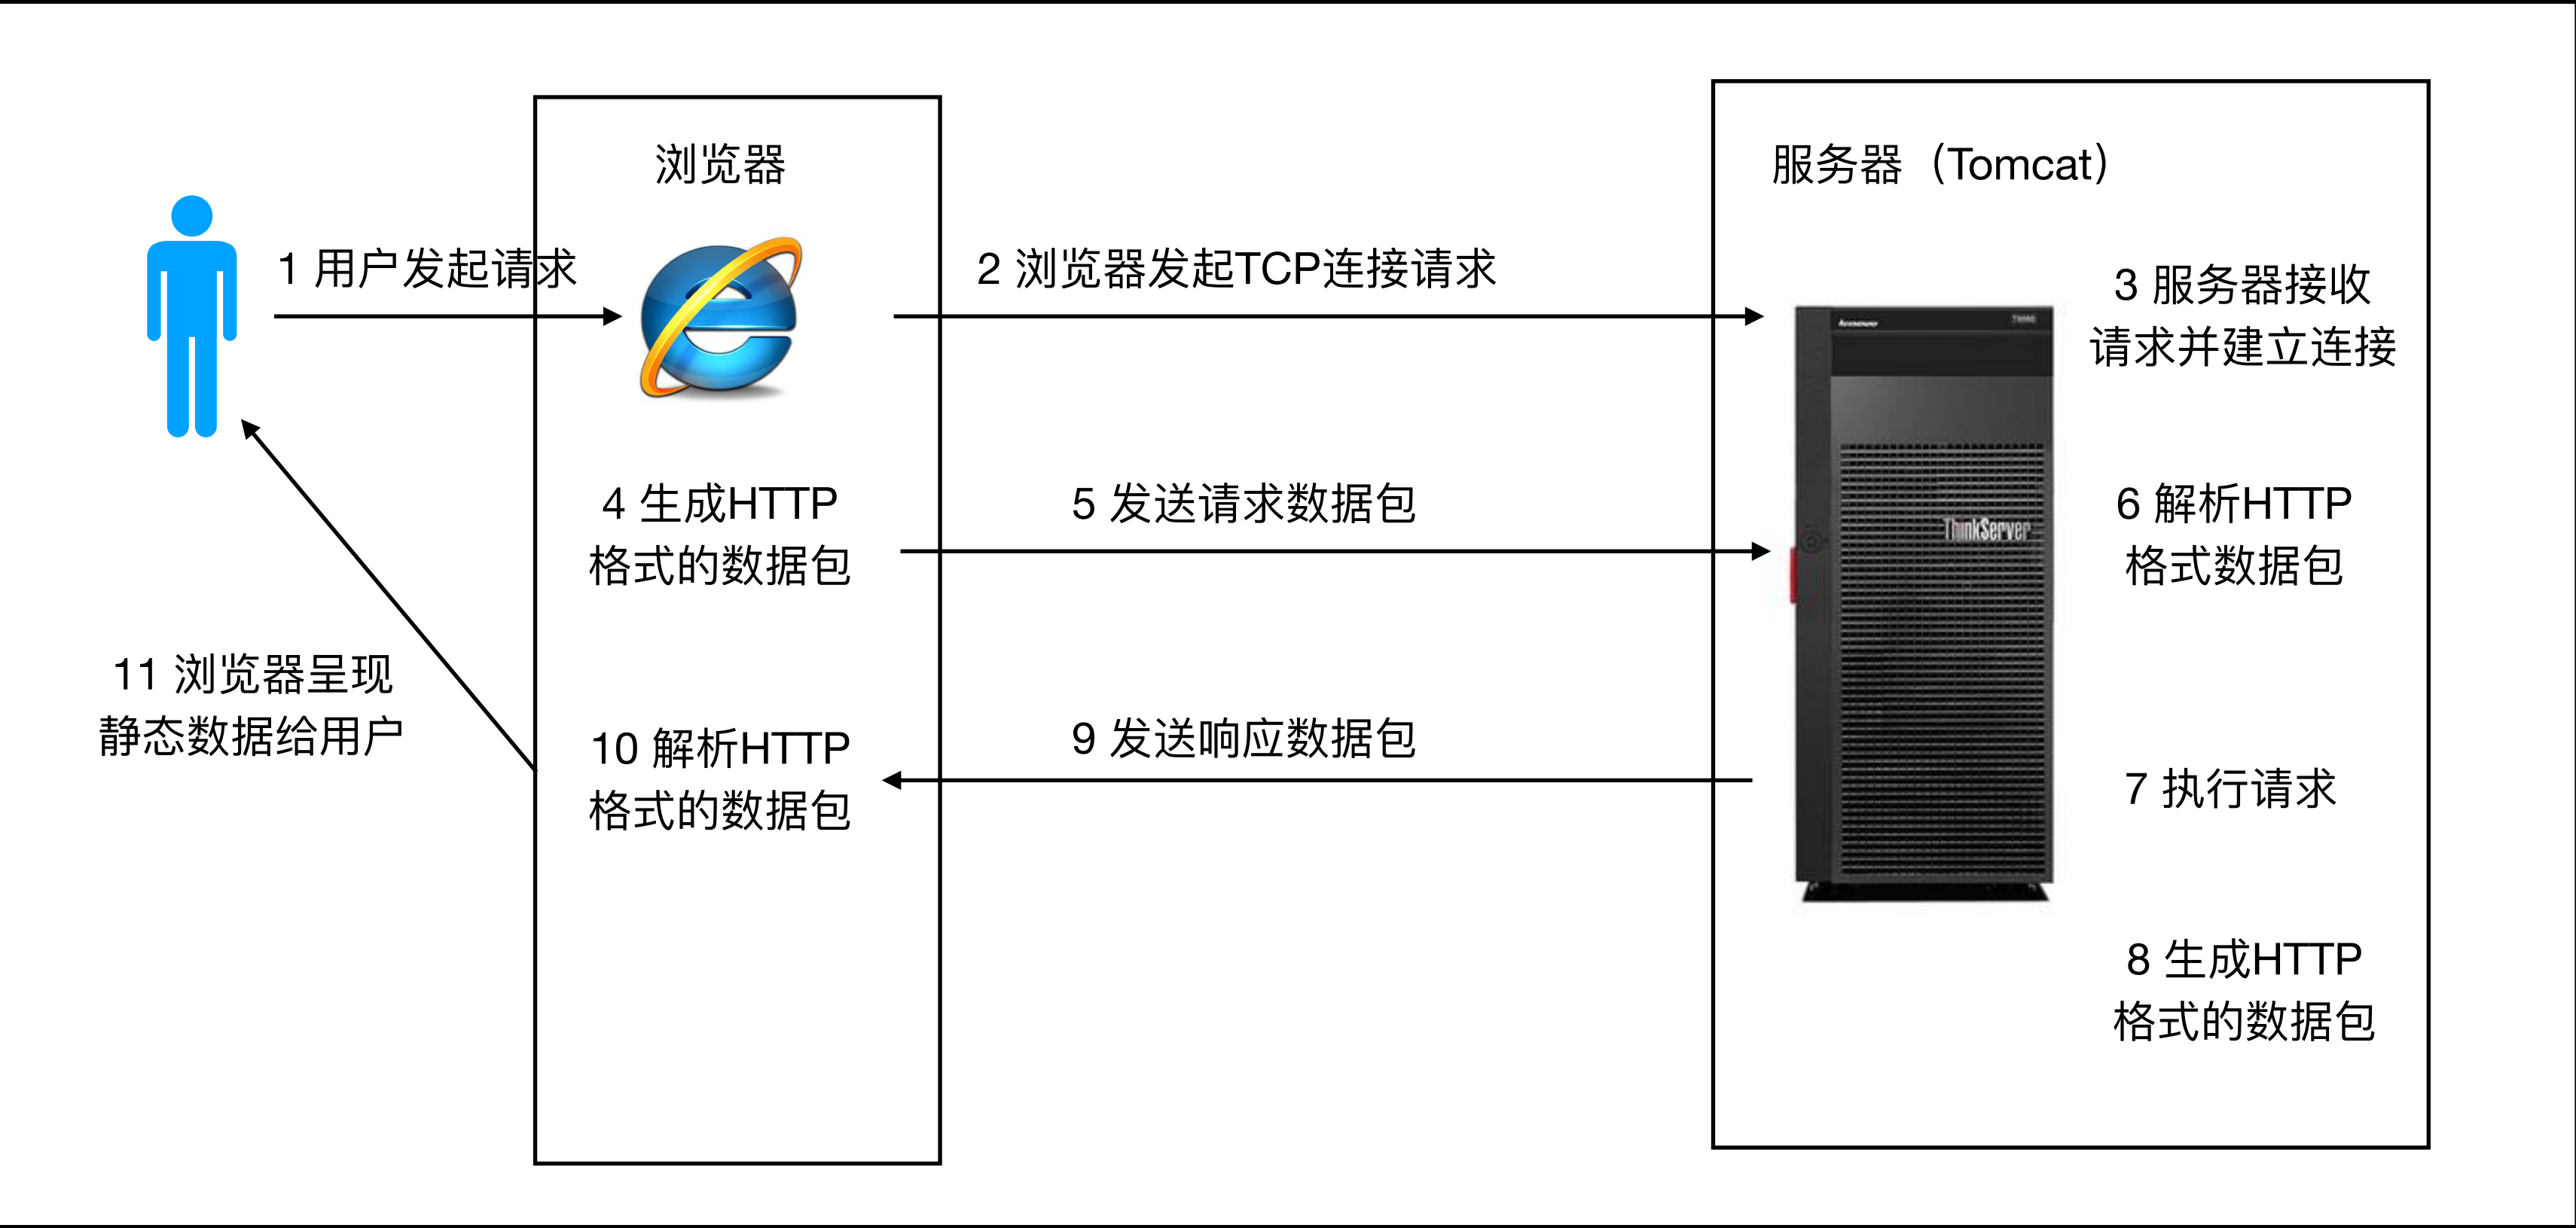 浏览器
服务器（Tomcat）
1 用户发起请求
2 浏览器发起TCP连接请求
3 服务器接收
请求并建立连接
4 生成HTTP
格式的数据包
5 发送请求数据包
6 解析HTTP
格式数据包
ThinkServer
7 执行请求
8 生成HTTP
格式的数据包
9 发送响应数据包
10 解析HTTP
格式的数据包
11 浏览器呈现
静态数据给用户